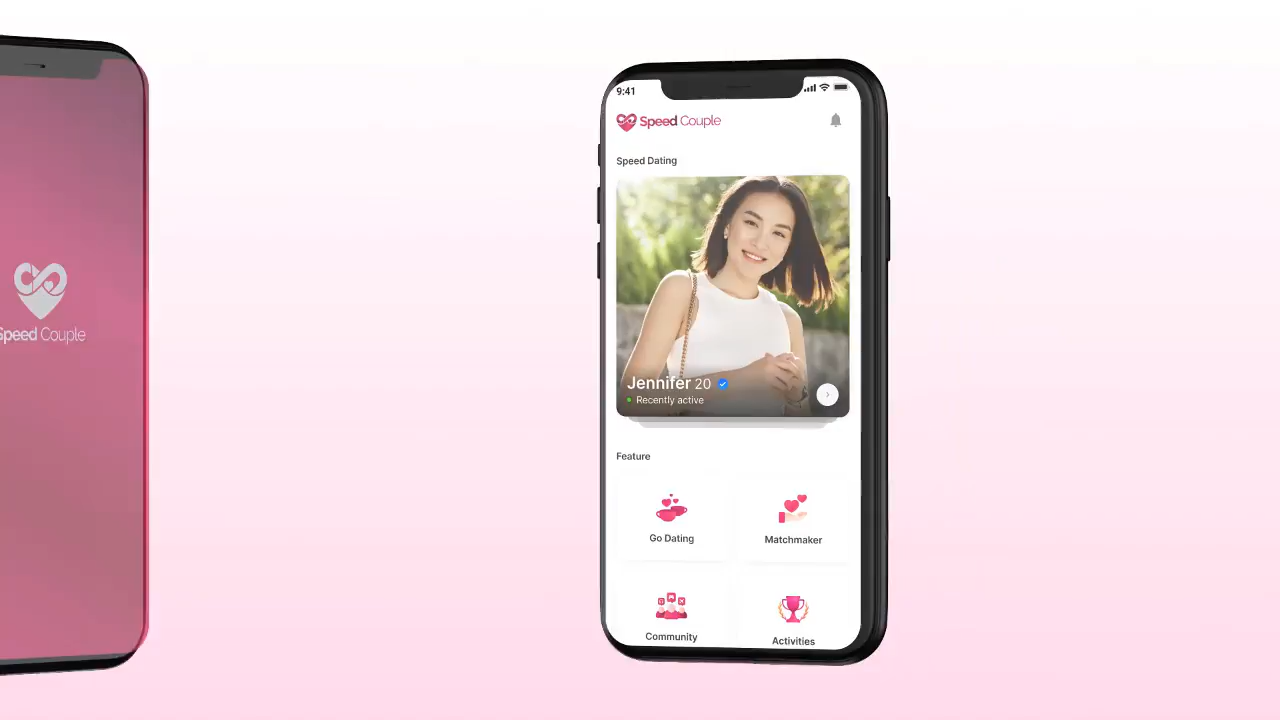 Speed Couple
9:41
Speed Couple
Speed Dating
Jennifer 20
Recently active
Feature
Go Dating
Matchmaker
Community
Activities